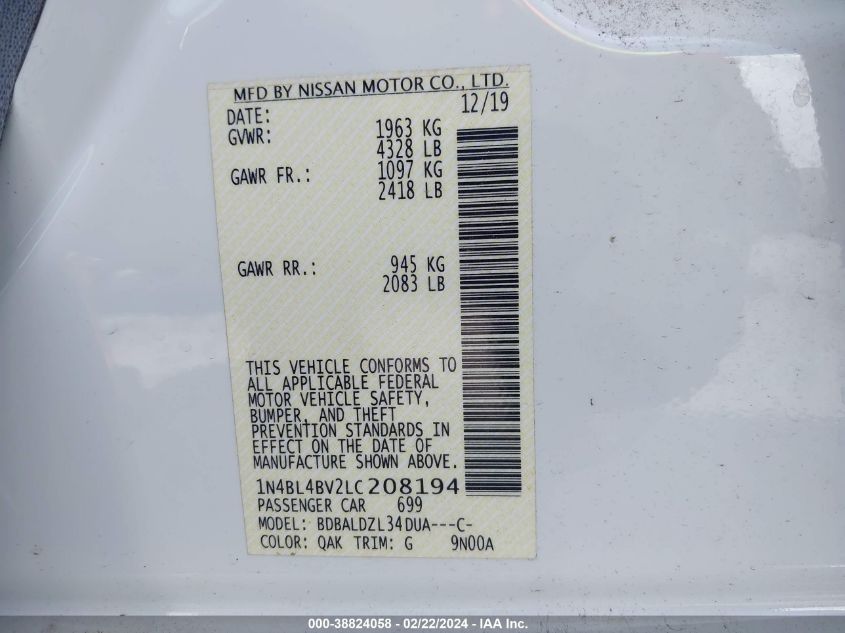 MFD BY NISSAN MOTOR CO., LTD.
DATE: 12/19
GVWR: 1963 KG
4328 LB
GAWR FR.: 1097 KG
2418 LB
GAWR RR.: 945 KG
2083 LB
THIS VEHICLE CONFORMS TO
ALL APPLICABLE FEDERAL
MOTOR VEHICLE SAFETY,
BUMPER, AND THEFT
PREVENTION STANDARDS IN
EFFECT ON THE DATE OF
MANUFACTURE SHOWN ABOVE.
1N4BL4BV2LC208194
PASSENGER CAR 699
MODEL: BDBALDZL34DUA---C-
COLOR: QAK TRIM: G 9N00A
000-38824058 - 02/22/2024 - IAA Inc.